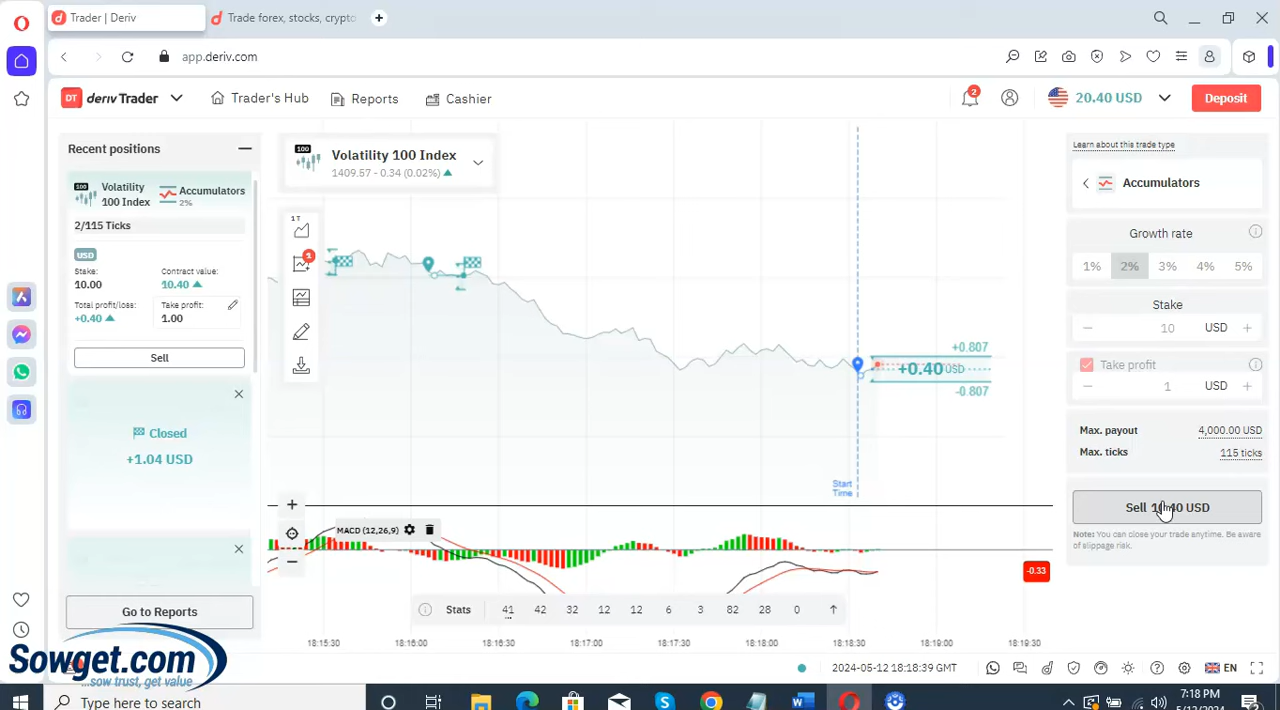 Trader | Deriv
Trade forex, stocks, crypto
app.deriv.com
DT deriv Trader
Trader's Hub
Reports
Cashier
2
20.40 USD
Deposit
Recent positions
100
Volatility 100 Index
Accumulators 2%
2/115 Ticks
USD
Stake:
10.00
Contract value:
10.40
Total profit/loss:
+0.40
Take profit:
1.00
Sell
Closed
+1.04 USD
Go to Reports
100
Volatility 100 Index
1409.57 - 0.34 (0.02%)
1T
1
+0.807
+0.40 USD
-0.807
Start
Time
MACD (12,26,9)
-0.33
Stats 41 42 32 12 12 6 3 82 28 0
18:15:30 18:16:00 18:16:30 18:17:00 18:17:30 18:18:00 18:18:30 18:19:00 18:19:30
Learn about this trade type
Accumulators
Growth rate
1% 2% 3% 4% 5%
Stake
10 USD
Take profit
1 USD
Max. payout 4,000.00 USD
Max. ticks 115 ticks
Sell 10.40 USD
Note: You can close your trade anytime. Be aware
of slippage risk.
2024-05-12 18:18:39 GMT
EN
Sowget.com
...sow trust, get value
Type here to search
7:18 PM